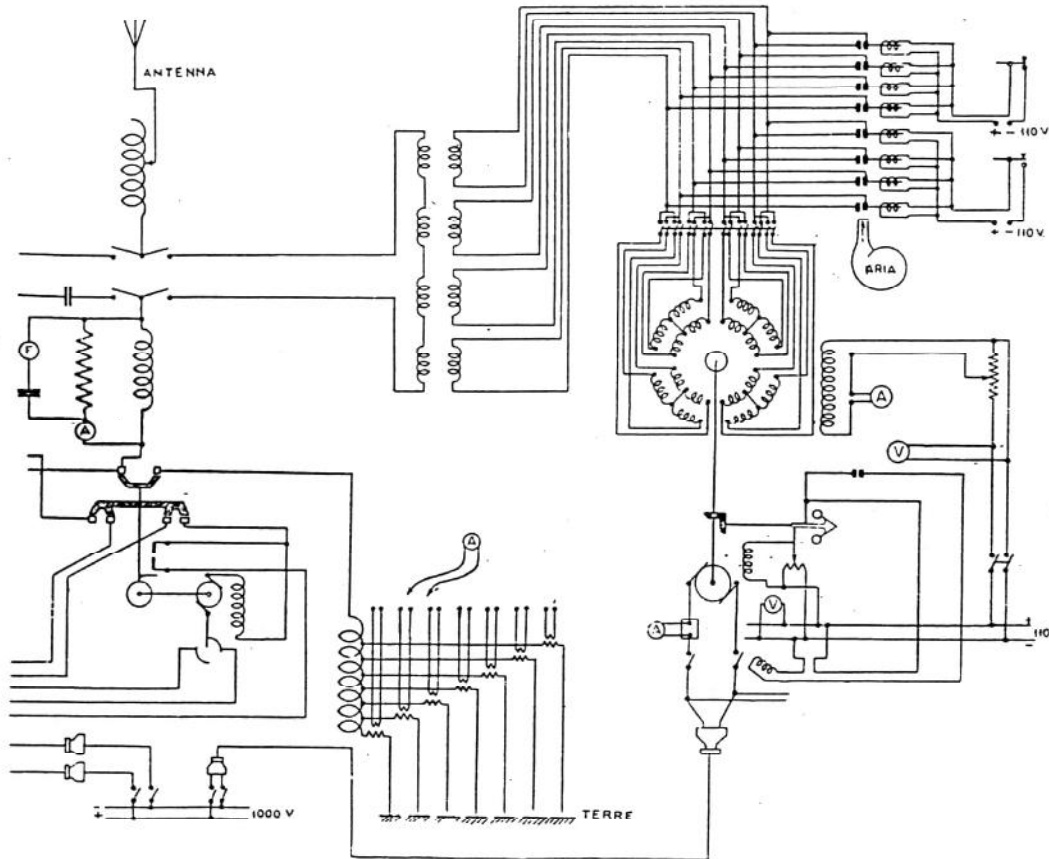 ANTENNA
+ - 110 V
+ - 110 V.
ARIA
F
A
A
V
A
V
A
+
110
-
- 1000 V
+
TERRE